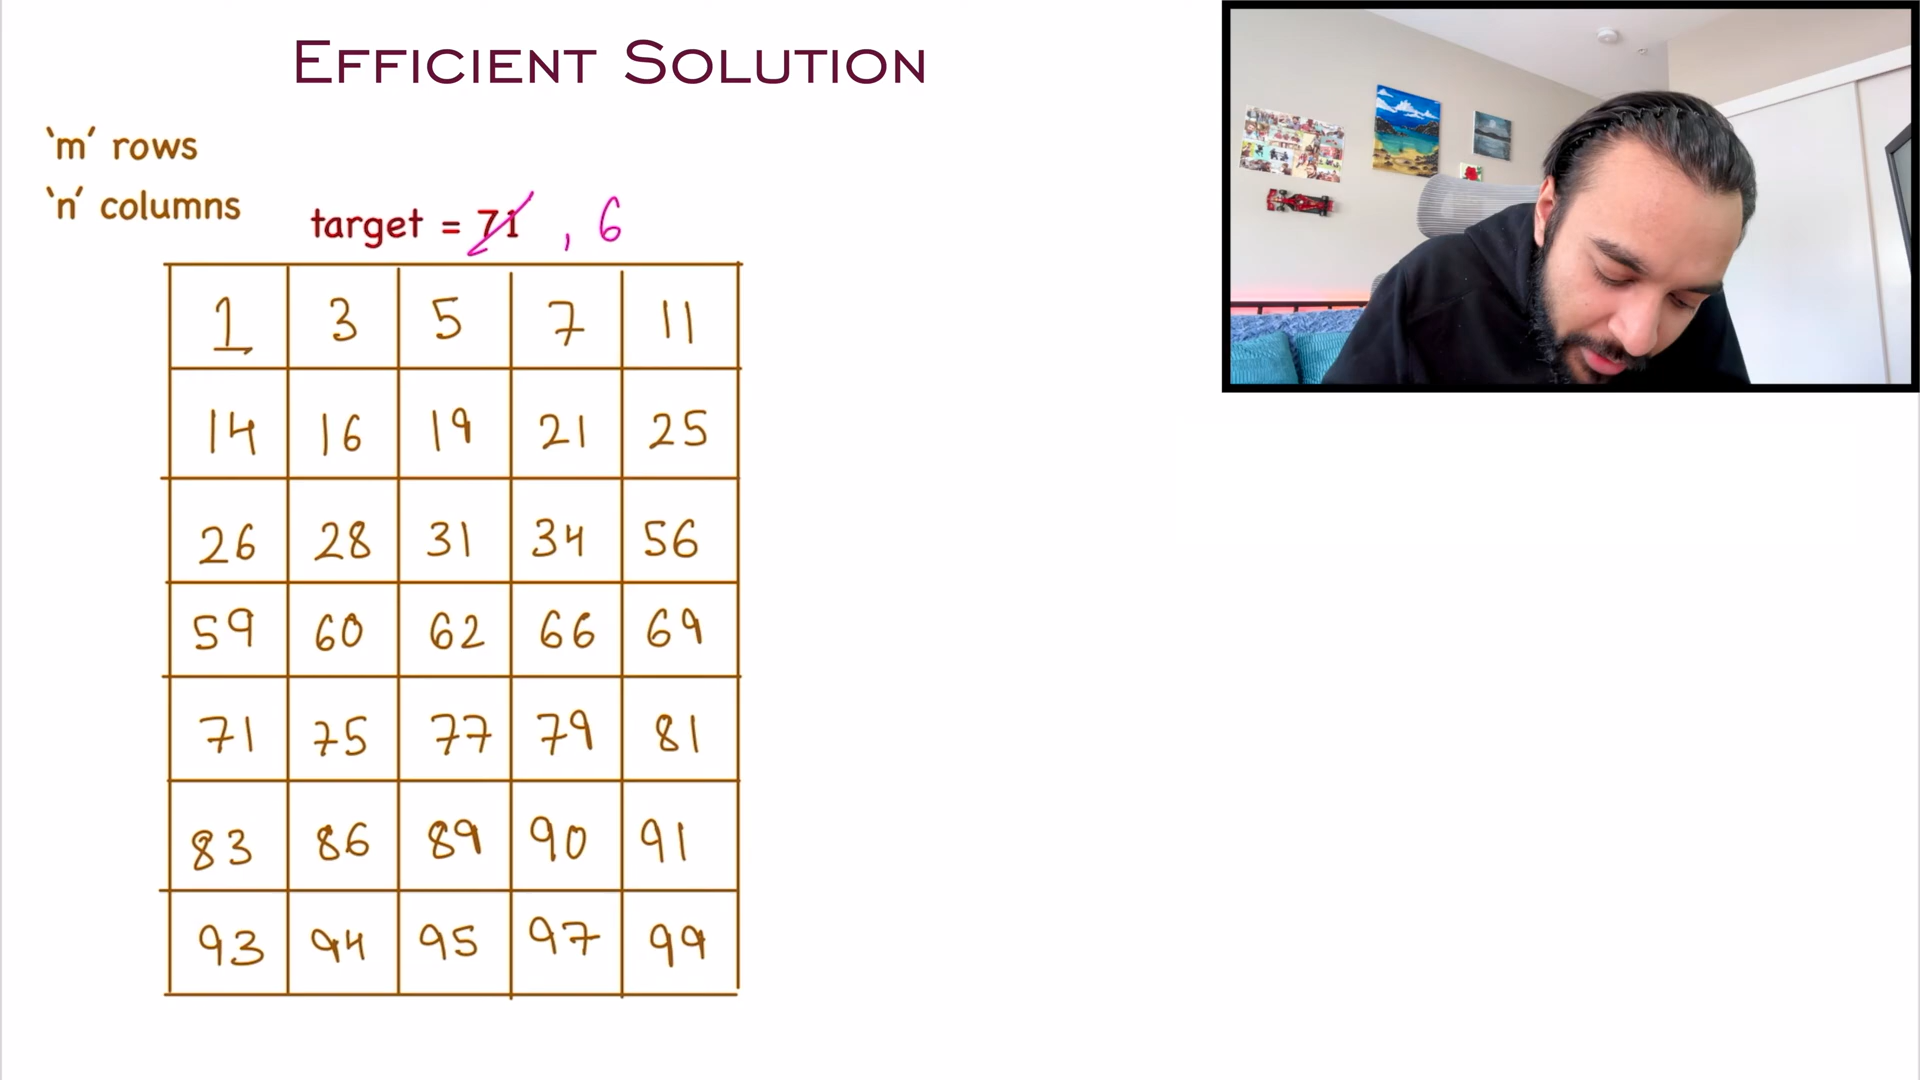 EFFICIENT SOLUTION
'm' rows
'n' columns
target = 71 , 6
1 3 5 7 11
14 16 19 21 25
26 28 31 34 56
59 60 62 66 69
71 75 77 79 81
83 86 89 90 91
93 94 95 97 99